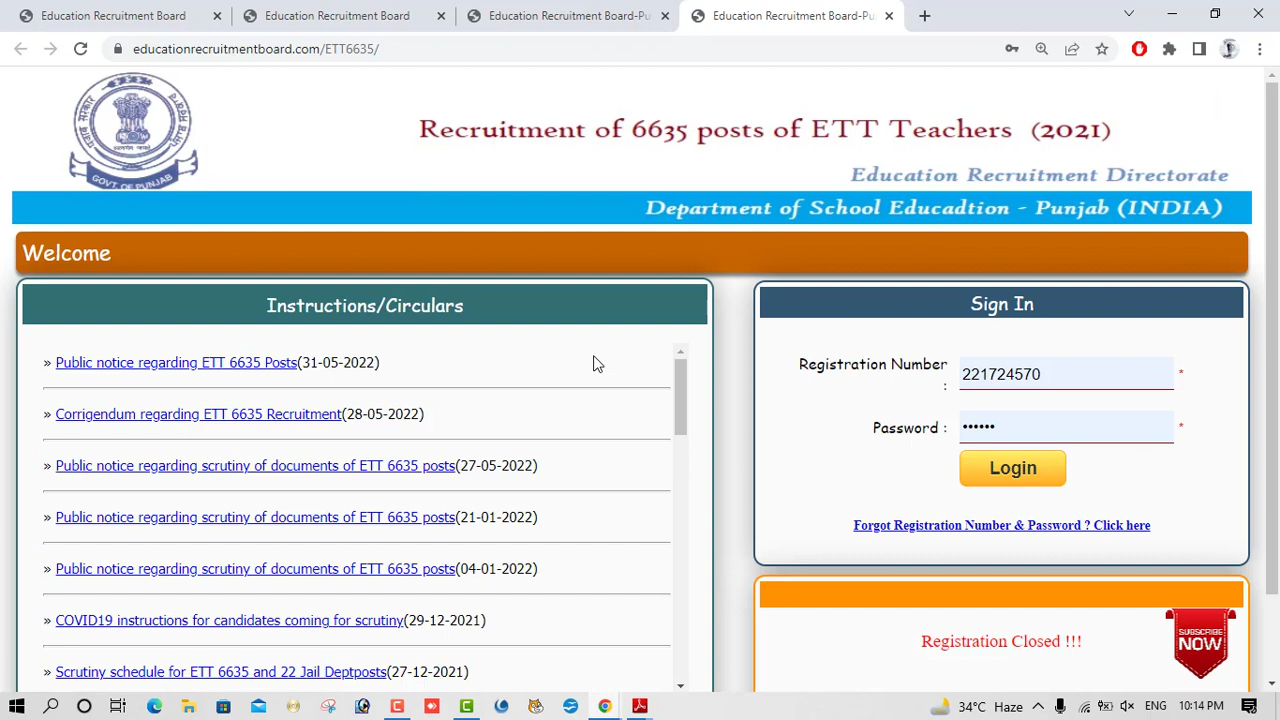 Education Recruitment Board
Education Recruitment Board
Education Recruitment Board-Pu
Education Recruitment Board-Pu
educationrecruitmentboard.com/ETT6635/
GOVT. OF PUNJAB
Recruitment of 6635 posts of ETT Teachers (2021)
Education Recruitment Directorate
Department of School Educadtion - Punjab (INDIA)
Welcome
Instructions/Circulars
» Public notice regarding ETT 6635 Posts(31-05-2022)
» Corrigendum regarding ETT 6635 Recruitment(28-05-2022)
» Public notice regarding scrutiny of documents of ETT 6635 posts(27-05-2022)
» Public notice regarding scrutiny of documents of ETT 6635 posts(21-01-2022)
» Public notice regarding scrutiny of documents of ETT 6635 posts(04-01-2022)
» COVID19 instructions for candidates coming for scrutiny(29-12-2021)
» Scrutiny schedule for ETT 6635 and 22 Jail Deptposts(27-12-2021)
Sign In
Registration Number : 221724570 *
Password : •••••• *
Login
Forgot Registration Number & Password ? Click here
Registration Closed !!!
SUBSCRIBE
NOW
34°C Haze
ENG
10:14 PM